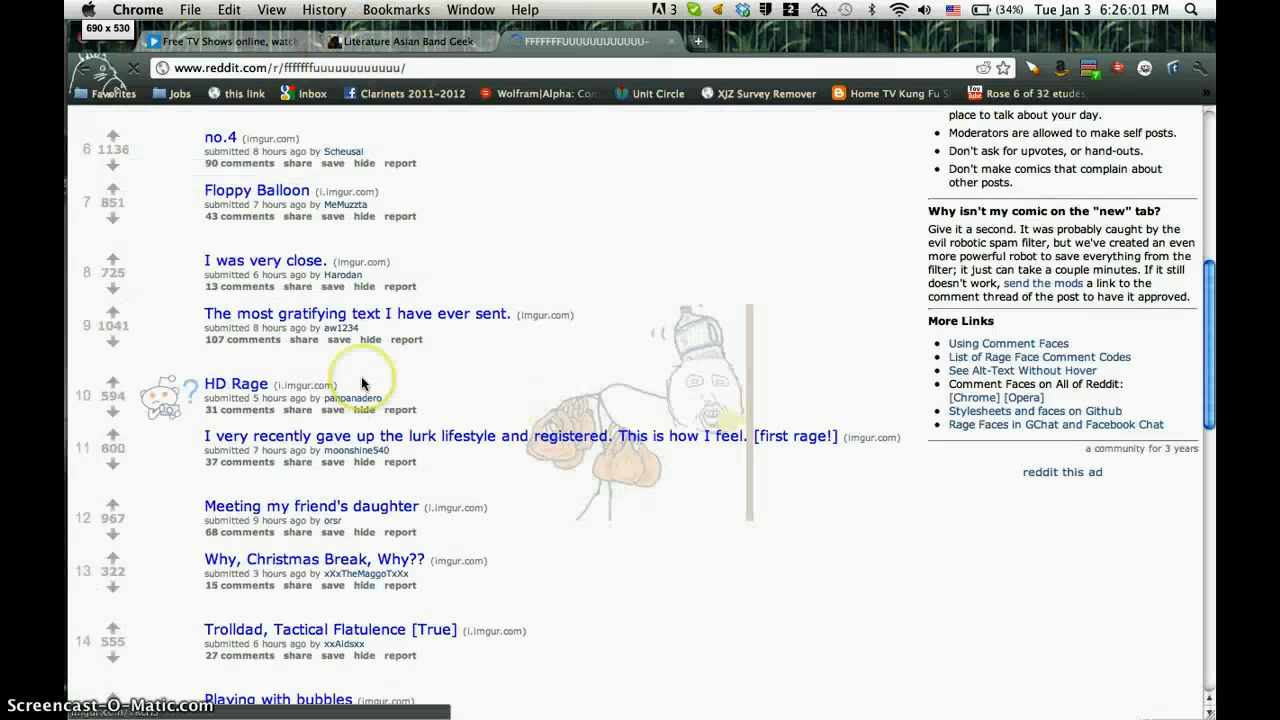 Chrome File Edit View History Bookmarks Window Help 3 2 (34%) Tue Jan 3 6:26:01 PM
690 x 530
Free TV Shows online, watch
Literature Asian Band Geek
FFFFFFFUUUUUUUUUUUU-
www.reddit.com/r/fffffffuuuuuuuuuuuu/
Favorites Jobs this link Inbox Clarinets 2011-2012 Wolfram|Alpha: Com Unit Circle XJZ Survey Remover Home TV Kung Fu S Rose 6 of 32 etudes
6 1136
no.4 (imgur.com)
submitted 8 hours ago by Scheusal
90 comments share save hide report
7 851
Floppy Balloon (i.imgur.com)
submitted 7 hours ago by MeMuzzta
43 comments share save hide report
8 725
I was very close. (imgur.com)
submitted 6 hours ago by Harodan
13 comments share save hide report
9 1041
The most gratifying text I have ever sent. (imgur.com)
submitted 8 hours ago by aw1234
107 comments share save hide report
10 594
HD Rage (i.imgur.com)
submitted 5 hours ago by panpanadero
31 comments share save hide report
11 600
I very recently gave up the lurk lifestyle and registered. This is how I feel. [first rage!] (imgur.com)
submitted 7 hours ago by moonshine540
37 comments share save hide report
12 967
Meeting my friend's daughter (i.imgur.com)
submitted 9 hours ago by orsr
68 comments share save hide report
13 322
Why, Christmas Break, Why?? (imgur.com)
submitted 3 hours ago by xXxTheMaggoTxXx
15 comments share save hide report
14 555
Trolldad, Tactical Flatulence [True] (i.imgur.com)
submitted 6 hours ago by xxAldsxx
27 comments share save hide report
Playing with bubbles (imgur.com)
place to talk about your day.
Moderators are allowed to make self posts.
Don't ask for upvotes, or hand-outs.
Don't make comics that complain about
other posts.
Why isn't my comic on the "new" tab?
Give it a second. It was probably caught by the
evil robotic spam filter, but we've created an even
more powerful robot to save everything from the
filter; it just can take a couple minutes. If it still
doesn't work, send the mods a link to the
comment thread of the post to have it approved.
More Links
Using Comment Faces
List of Rage Face Comment Codes
See Alt-Text Without Hover
Comment Faces on All of Reddit:
[Chrome] [Opera]
Stylesheets and faces on Github
Rage Faces in GChat and Facebook Chat
a community for 3 years
reddit this ad
Screencast-O-Matic.com